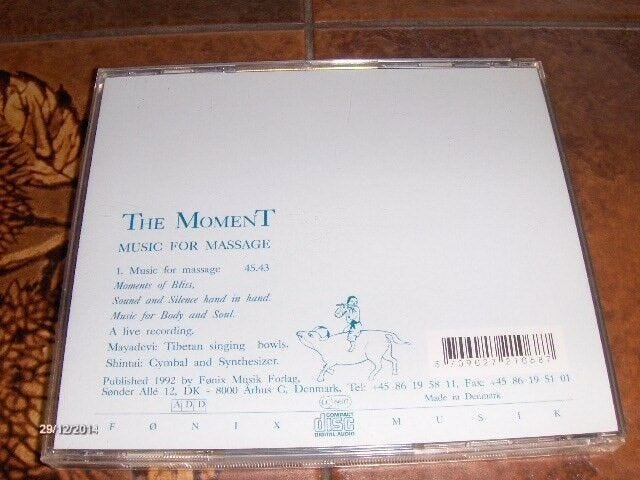 THE MOMENT
MUSIC FOR MASSAGE
1. Music for massage 45.43
Moments of Bliss,
Sound and Silence hand in hand.
Music for Body and Soul.
A live recording.
Mayadevi: Tibetan singing bowls.
Shintai: Cymbal and Synthesizer.
Published 1992 by Fønix Musik Forlag,
Sønder Allé 12, DK - 8000 Århus C, Denmark, Tel: +45 86 19 58 11, Fax: +45 86 19 51 01
Made in Denmark
ADD
COMPACT
disc
DIGITAL AUDIO
FØNIX MUSIK
29/12/2014